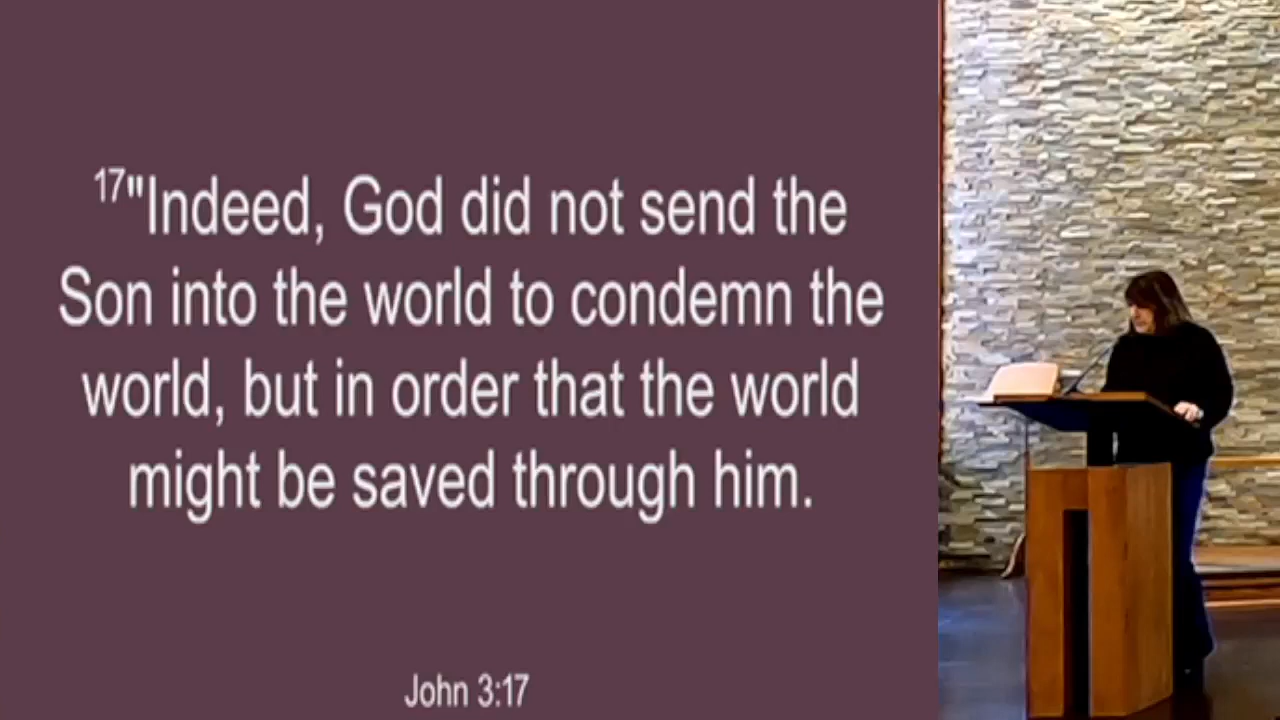 17"Indeed, God did not send the
Son into the world to condemn the
world, but in order that the world
might be saved through him.
John 3:17